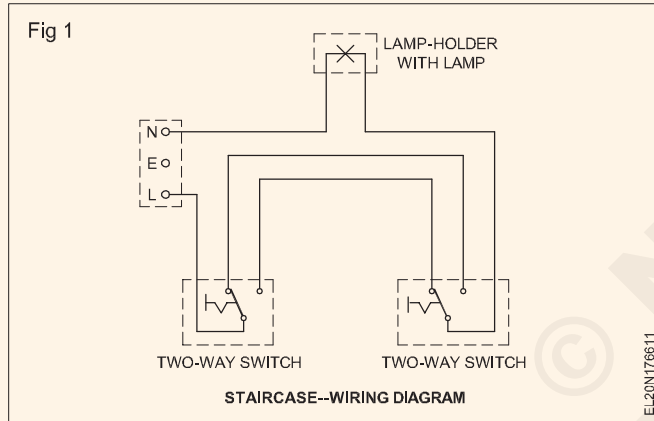 Fig 1
LAMP-HOLDER
WITH LAMP
N
E
L
TWO-WAY SWITCH
TWO-WAY SWITCH
STAIRCASE--WIRING DIAGRAM
©
EL20N176611